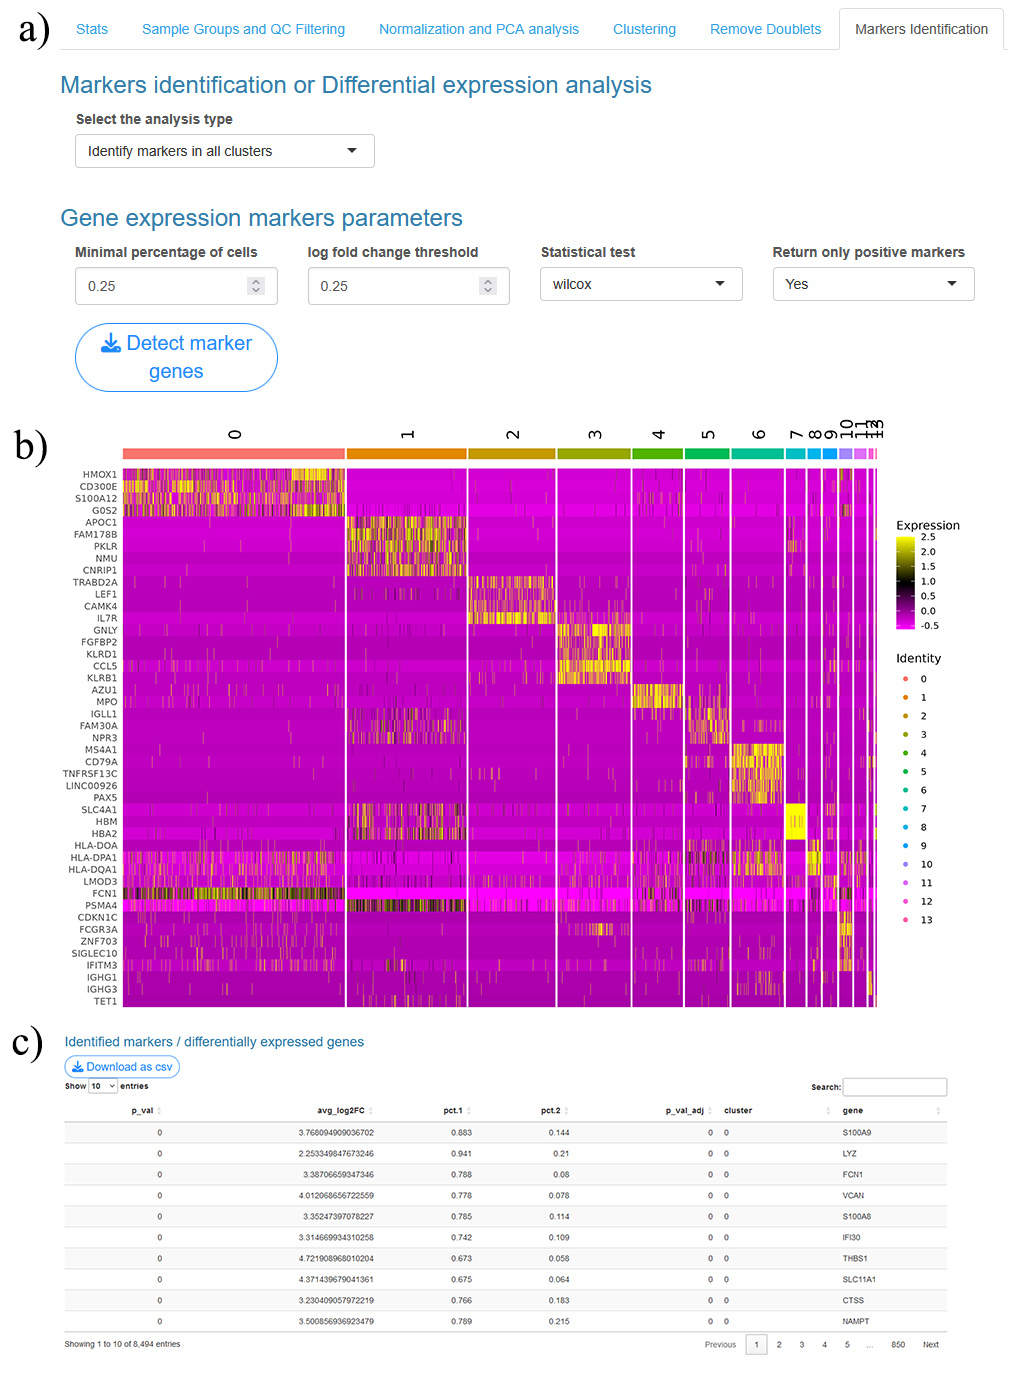 a)
Stats Sample Groups and QC Filtering Normalization and PCA analysis Clustering Remove Doublets Markers Identification
Markers identification or Differential expression analysis
Select the analysis type
Identify markers in all clusters
Gene expression markers parameters
Minimal percentage of cells log fold change threshold Statistical test Return only positive markers
0.25 0.25 wilcox Yes
Detect marker
genes
b)
0 1 2 3 4 5 6 7 8 9 10 11 12 13
HMOX1
CD300E
S100A12
G0S2
APOC1
FAM178B
PKLR
NMU
CNRIP1
TRABD2A
LEF1
CAMK4
IL7R
GNLY
FGFBP2
KLRD1
CCL5
KLRB1
AZU1
MPO
IGLL1
FAM30A
NPR3
MS4A1
CD79A
TNFRSF13C
LINC00926
PAX5
SLC4A1
HBM
HBA2
HLA-DOA
HLA-DPA1
HLA-DQA1
LMOD3
FCN1
PSMA4
CDKN1C
FCGR3A
ZNF703
SIGLEC10
IFITM3
IGHG1
IGHG3
TET1
Expression
2.5
2.0
1.5
1.0
0.5
0.0
-0.5
Identity
0
1
2
3
4
5
6
7
8
9
10
11
12
13
c)
Identified markers / differentially expressed genes
Download as csv
Show 10 entries Search:
p_val avg_log2FC pct.1 pct.2 p_val_adj cluster gene
0 3.768094909036702 0.883 0.144 0 0 S100A9
0 2.253349847673246 0.941 0.21 0 0 LYZ
0 3.38706659347346 0.788 0.08 0 0 FCN1
0 4.012068656722559 0.778 0.078 0 0 VCAN
0 3.35247397078227 0.785 0.114 0 0 S100A8
0 3.314669934310258 0.742 0.109 0 0 IFI30
0 4.721908968010204 0.673 0.058 0 0 THBS1
0 4.371439679041361 0.675 0.064 0 0 SLC11A1
0 3.230409057972219 0.766 0.183 0 0 CTSS
0 3.500856936923479 0.789 0.215 0 0 NAMPT
Showing 1 to 10 of 8,494 entries Previous 1 2 3 4 5 ... 850 Next